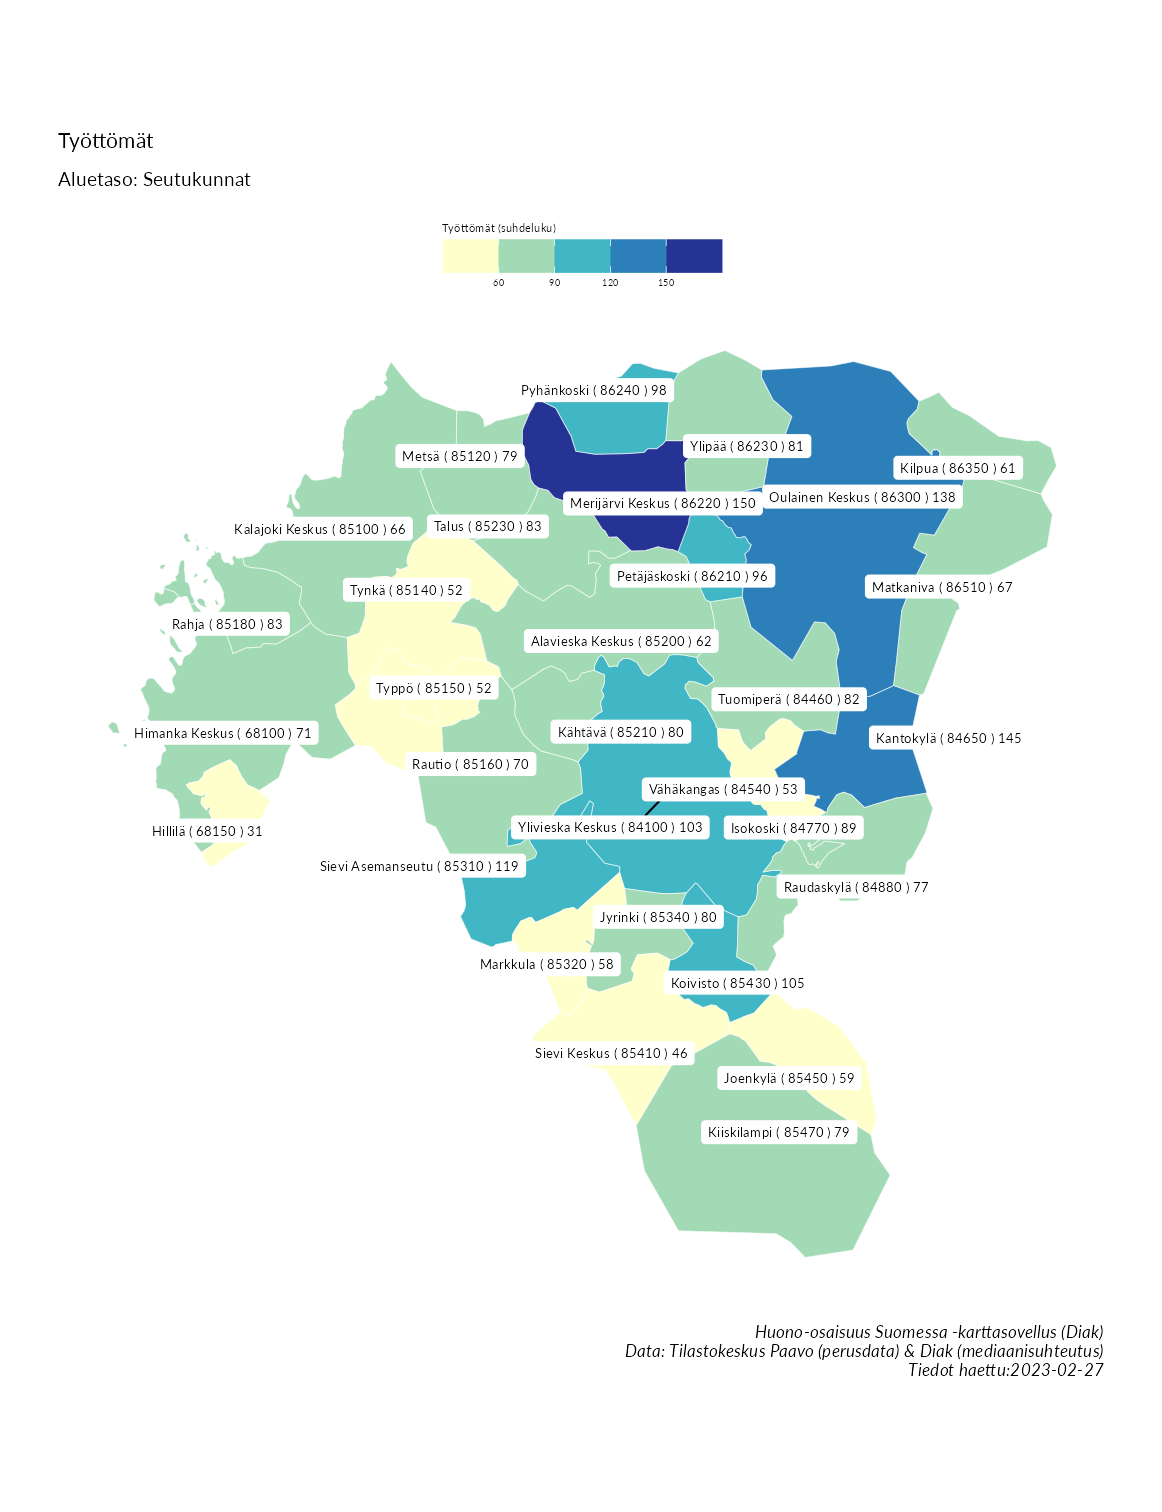 Työttömät
Aluetaso: Seutukunnat
Työttömät (suhdeluku)
60 90 120 150
Pyhänkoski ( 86240 ) 98
Ylipää ( 86230 ) 81
Metsä ( 85120 ) 79
Kilpua ( 86350 ) 61
Oulainen Keskus ( 86300 ) 138
Merijärvi Keskus ( 86220 ) 150
Talus ( 85230 ) 83
Kalajoki Keskus ( 85100 ) 66
Petäjäskoski ( 86210 ) 96
Matkaniva ( 86510 ) 67
Tynkä ( 85140 ) 52
Rahja ( 85180 ) 83
Alavieska Keskus ( 85200 ) 62
Typpö ( 85150 ) 52
Tuomiperä ( 84460 ) 82
Himanka Keskus ( 68100 ) 71
Kähtävä ( 85210 ) 80
Kantokylä ( 84650 ) 145
Rautio ( 85160 ) 70
Vähäkangas ( 84540 ) 53
Hillilä ( 68150 ) 31
Ylivieska Keskus ( 84100 ) 103
Isokoski ( 84770 ) 89
Sievi Asemanseutu ( 85310 ) 119
Raudaskylä ( 84880 ) 77
Jyrinki ( 85340 ) 80
Markkula ( 85320 ) 58
Koivisto ( 85430 ) 105
Sievi Keskus ( 85410 ) 46
Joenkylä ( 85450 ) 59
Kiiskilampi ( 85470 ) 79
Huono-osaisuus Suomessa -karttasovellus (Diak)
Data: Tilastokeskus Paavo (perusdata) & Diak (mediaanisuhteutus)
Tiedot haettu:2023-02-27